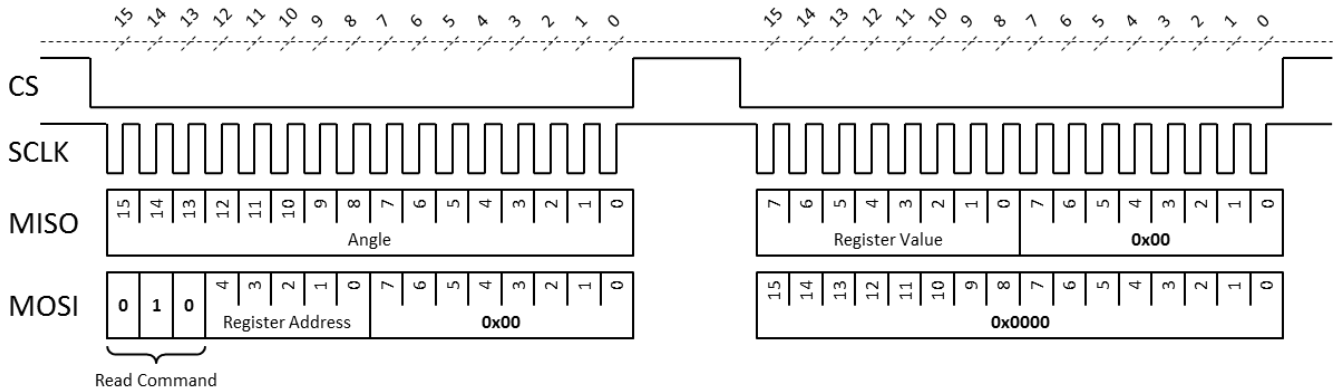 15 14 13 12 11 10 9 8 7 6 5 4 3 2 1 0 15 14 13 12 11 10 9 8 7 6 5 4 3 2 1 0
CS
SCLK
MISO
15 14 13 12 11 10 9 8 7 6 5 4 3 2 1 0 7 6 5 4 3 2 1 0 7 6 5 4 3 2 1 0
Angle Register Value 0x00
MOSI
0 1 0 4 3 2 1 0 7 6 5 4 3 2 1 0 15 14 13 12 11 10 9 8 7 6 5 4 3 2 1 0
Register Address 0x00 0x0000
Read Command